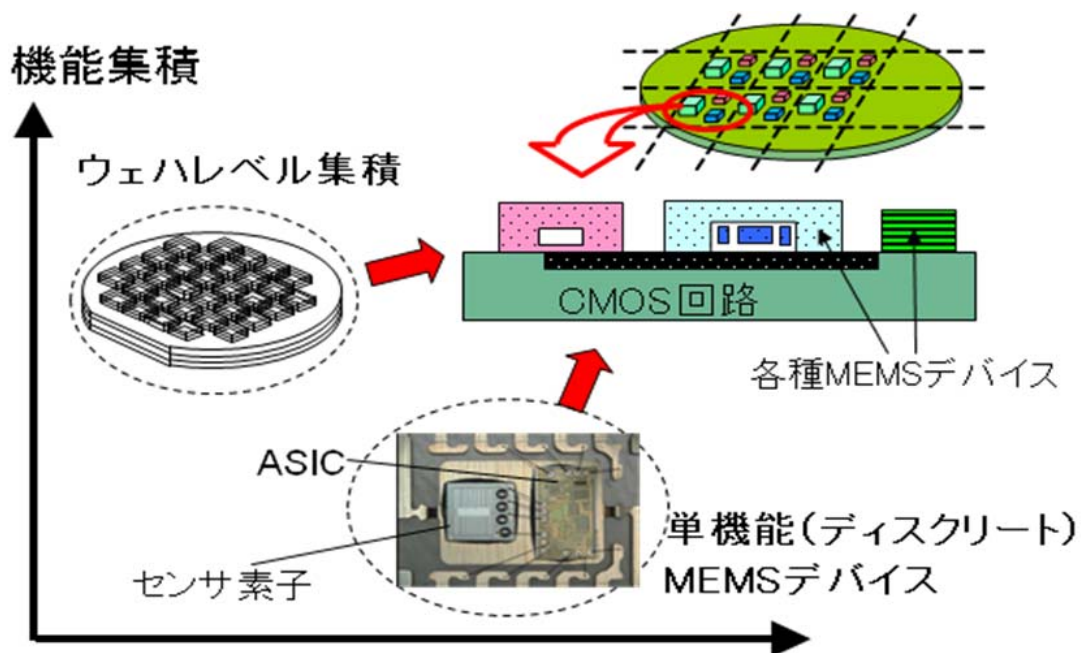 機能集積
ウェハレベル集積
CMOS回路
各種MEMSデバイス
ASIC
センサ素子
単機能(ディスクリート)
MEMSデバイス